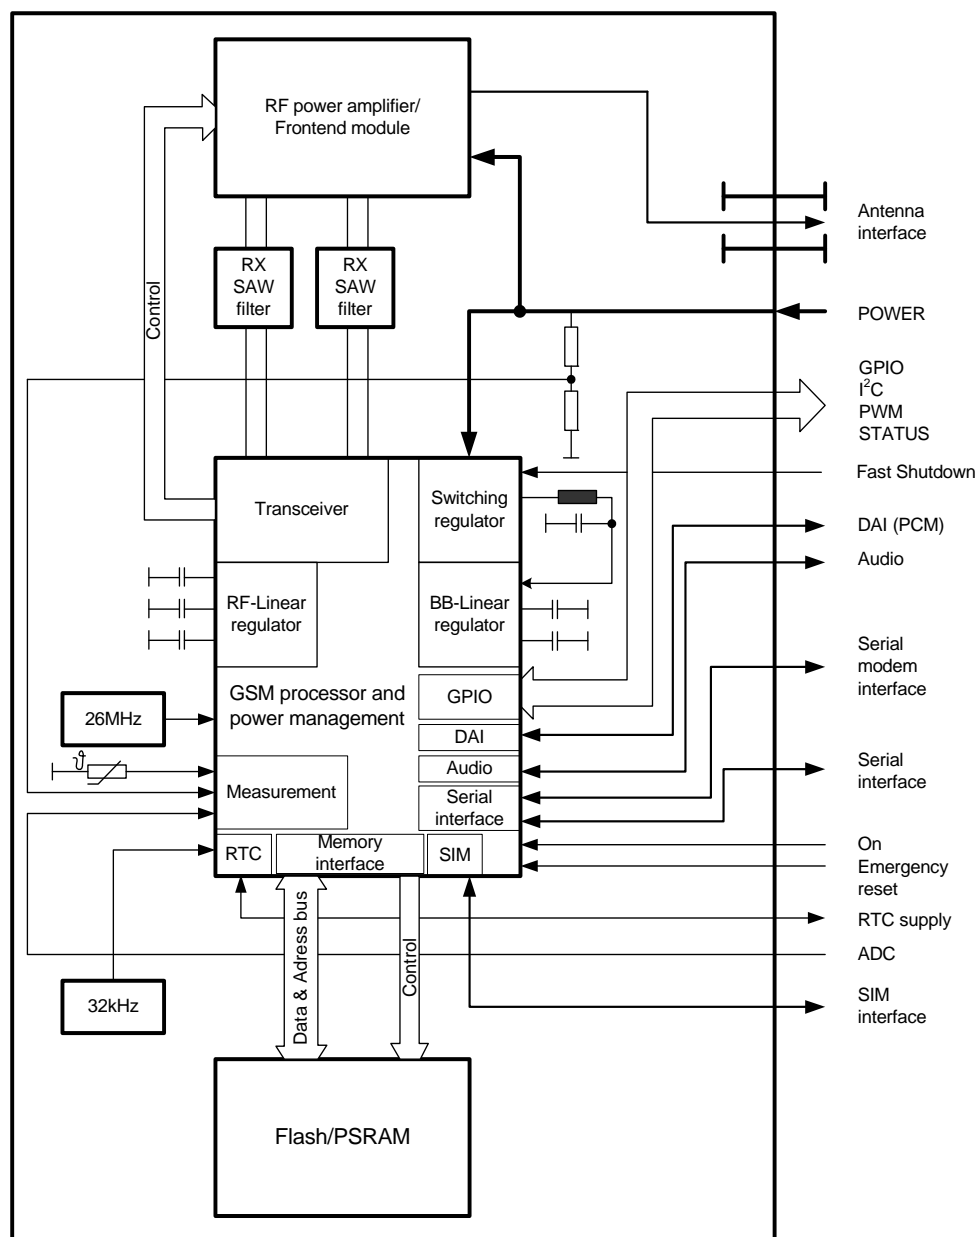 RF power amplifier/
Frontend module
Antenna
interface
RX
SAW
filter
RX
SAW
filter
Control
POWER
GPIO
I²C
PWM
STATUS
Fast Shutdown
Transceiver
Switching
regulator
DAI (PCM)
Audio
RF-Linear
regulator
BB-Linear
regulator
Serial
modem
interface
GSM processor and
power management
GPIO
26MHz
DAI
ϑ
Audio
Serial
interface
Measurement
Serial
interface
On
Emergency
reset
RTC
Memory
interface
SIM
RTC supply
Data & Adress bus
Control
ADC
32kHz
SIM
interface
Flash/PSRAM